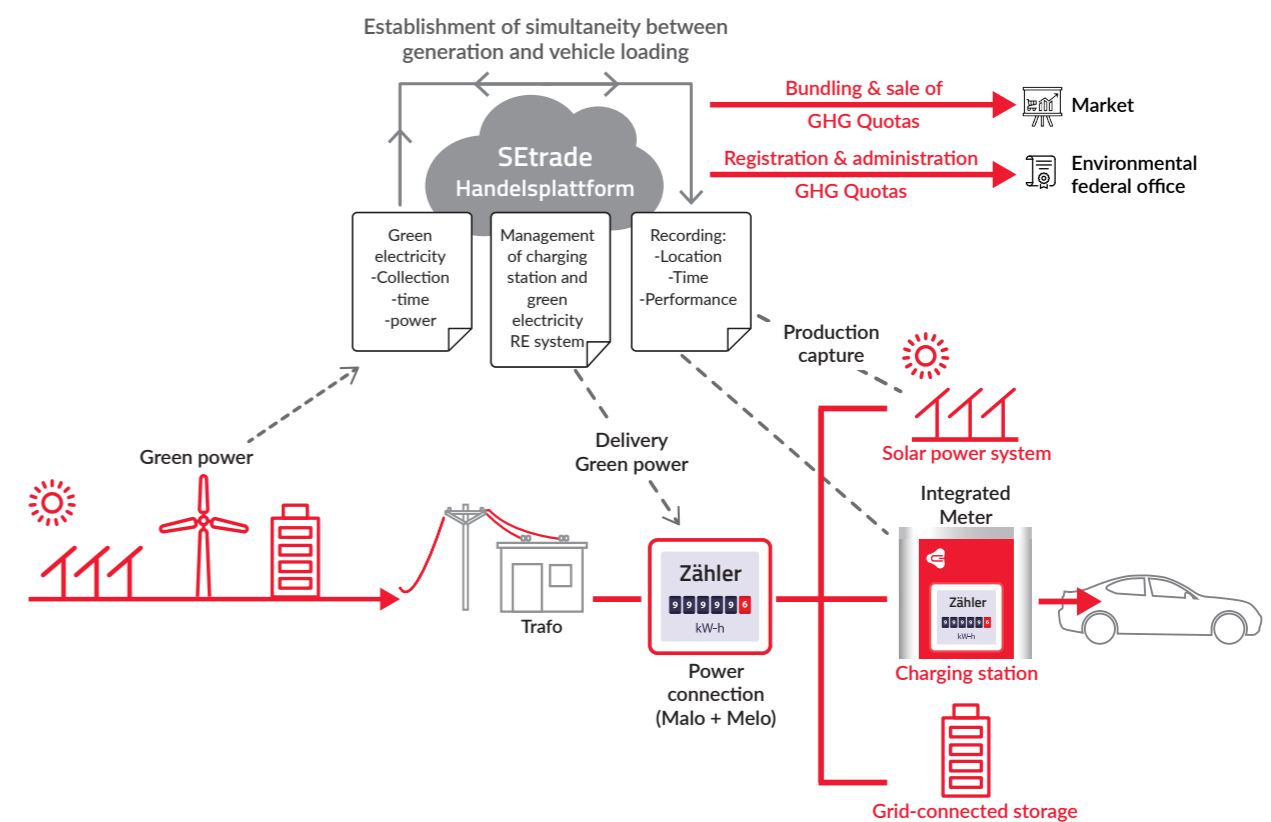 Establishment of simultaneity between
generation and vehicle loading
SEtrade
Handelsplattform
Bundling & sale of
GHG Quotas
Market
Registration & administration
GHG Quotas
Environmental
federal office
Green
electricity
-Collection
-time
-power
Management
of charging
station and
green
electricity
RE system
Recording:
-Location
-Time
-Performance
Production
capture
Solar power system
Green power
Delivery
Green power
Trafo
Zähler
999996
kW-h
Power
connection
(Malo + Melo)
Integrated
Meter
Zähler
999996
kW-h
Charging station
Grid-connected storage